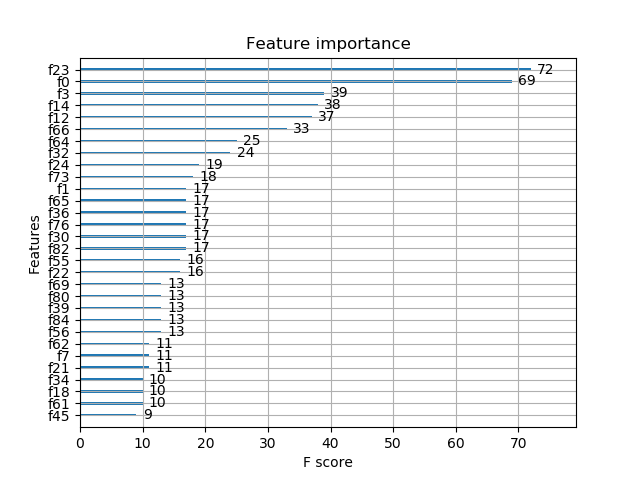 Feature importance
f23 72
f0 69
f3 39
f14 38
f12 37
f66 33
f64 25
f32 24
f24 19
f73 18
f1 17
f65 17
f36 17
f76 17
f30 17
f82 17
f55 16
f22 16
f69 13
f80 13
f39 13
f84 13
f56 13
f62 11
f7 11
f21 11
f34 10
f18 10
f61 10
f45 9
Features
0 10 20 30 40 50 60 70
F score